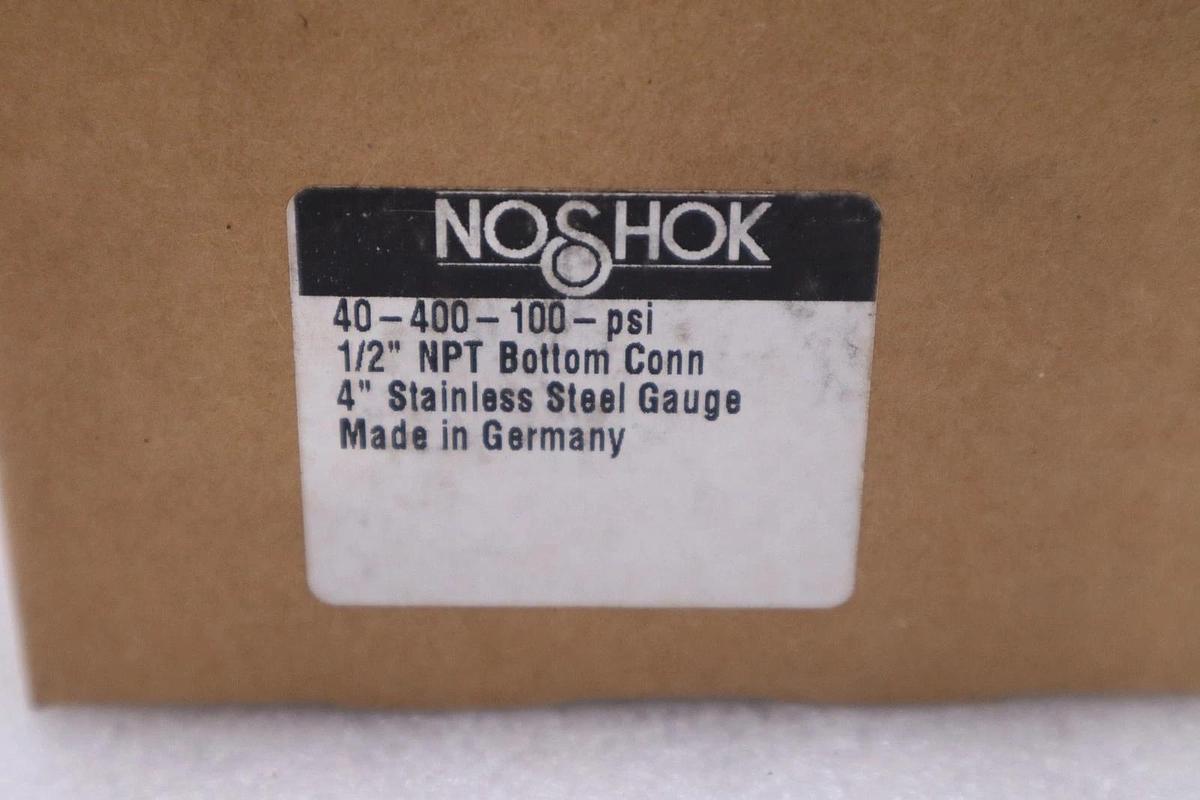 NOSHOK
40-400-100-psi
1/2" NPT Bottom Conn
4" Stainless Steel Gauge
Made in Germany